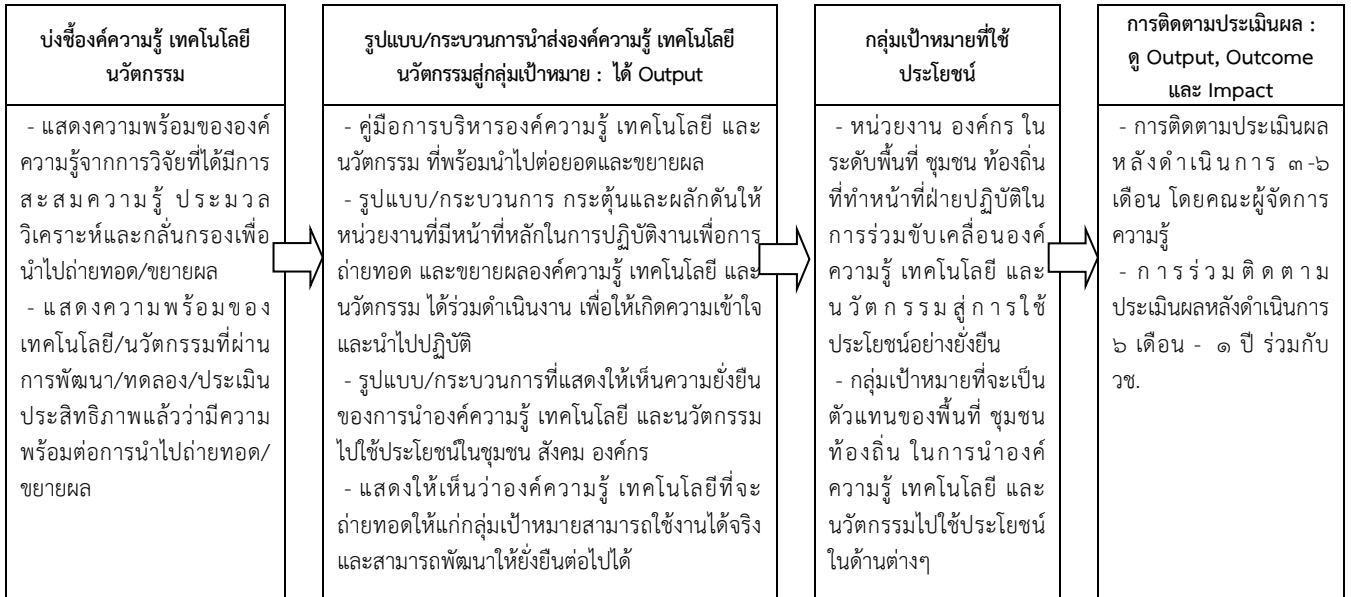 บ่งชี้องค์ความรู้ เทคโนโลยี
นวัตกรรม
- แสดงความพร้อมขององค์
ความรู้จากการวิจัยที่ได้มีการ
สะสมความรู้ ประมวล
วิเคราะห์และกลั่นกรองเพื่อ
นำไปถ่ายทอด/ขยายผล
- แสดงความพร้อมของ
เทคโนโลยี/นวัตกรรมที่ผ่าน
การพัฒนา/ทดลอง/ประเมิน
ประสิทธิภาพแล้วว่ามีความ
พร้อมต่อการนำไปถ่ายทอด/
ขยายผล
รูปแบบ/กระบวนการนำส่งองค์ความรู้ เทคโนโลยี
นวัตกรรมสู่กลุ่มเป้าหมาย : ได้ Output
- คู่มือการบริหารองค์ความรู้ เทคโนโลยี และ
นวัตกรรม ที่พร้อมนำไปต่อยอดและขยายผล
- รูปแบบ/กระบวนการ กระตุ้นและผลักดันให้
หน่วยงานที่มีหน้าที่หลักในการปฏิบัติงานเพื่อการ
ถ่ายทอด และขยายผลองค์ความรู้ เทคโนโลยี และ
นวัตกรรม ได้ร่วมดำเนินงาน เพื่อให้เกิดความเข้าใจ
และนำไปปฏิบัติ
- รูปแบบ/กระบวนการที่แสดงให้เห็นความยั่งยืน
ของการนำองค์ความรู้ เทคโนโลยี และนวัตกรรม
ไปใช้ประโยชน์ในชุมชน สังคม องค์กร
- แสดงให้เห็นว่าองค์ความรู้ เทคโนโลยีที่จะ
ถ่ายทอดให้แก่กลุ่มเป้าหมายสามารถใช้งานได้จริง
และสามารถพัฒนาให้ยั่งยืนต่อไปได้
กลุ่มเป้าหมายที่ใช้
ประโยชน์
- หน่วยงาน องค์กร ใน
ระดับพื้นที่ ชุมชน ท้องถิ่น
ที่ทำหน้าที่ฝ่ายปฏิบัติใน
การร่วมขับเคลื่อนองค์
ความรู้ เทคโนโลยี และ
นวัตกรรมสู่การใช้
ประโยชน์อย่างยั่งยืน
- กลุ่มเป้าหมายที่จะเป็น
ตัวแทนของพื้นที่ ชุมชน
ท้องถิ่น ในการนำองค์
ความรู้ เทคโนโลยี และ
นวัตกรรมไปใช้ประโยชน์
ในด้านต่างๆ
การติดตามประเมินผล :
ดู Output, Outcome
และ Impact
- การติดตามประเมินผล
หลังดำเนินการ ๓-๖
เดือน โดยคณะผู้จัดการ
ความรู้
- การร่วมติดตาม
ประเมินผลหลังดำเนินการ
๖ เดือน - ๑ ปี ร่วมกับ
วช.